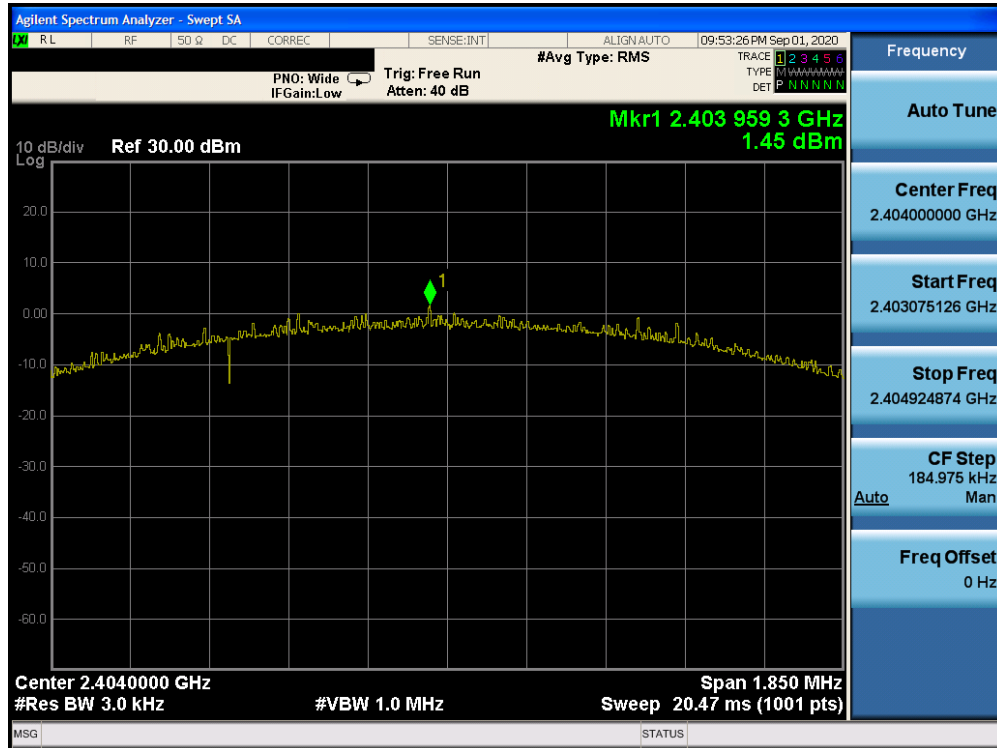 Agilent Spectrum Analyzer - Swept SA
LXI RL RF 50 Ω DC CORREC SENSE:INT ALIGN AUTO 09:53:26 PM Sep 01, 2020
PNO: Wide
IFGain:Low
Trig: Free Run
Atten: 40 dB
#Avg Type: RMS
TRACE 1 2 3 4 5 6
TYPE M WWWWW
DET P N N N N N
Mkr1 2.403 959 3 GHz
1.45 dBm
10 dB/div Ref 30.00 dBm
Log
20.0
10.0
0.00
-10.0
-20.0
-30.0
-40.0
-50.0
-60.0
1
Center 2.4040000 GHz Span 1.850 MHz
#Res BW 3.0 kHz #VBW 1.0 MHz Sweep 20.47 ms (1001 pts)
MSG STATUS
Frequency
Auto Tune
Center Freq
2.404000000 GHz
Start Freq
2.403075126 GHz
Stop Freq
2.404924874 GHz
CF Step
184.975 kHz
Auto Man
Freq Offset
0 Hz